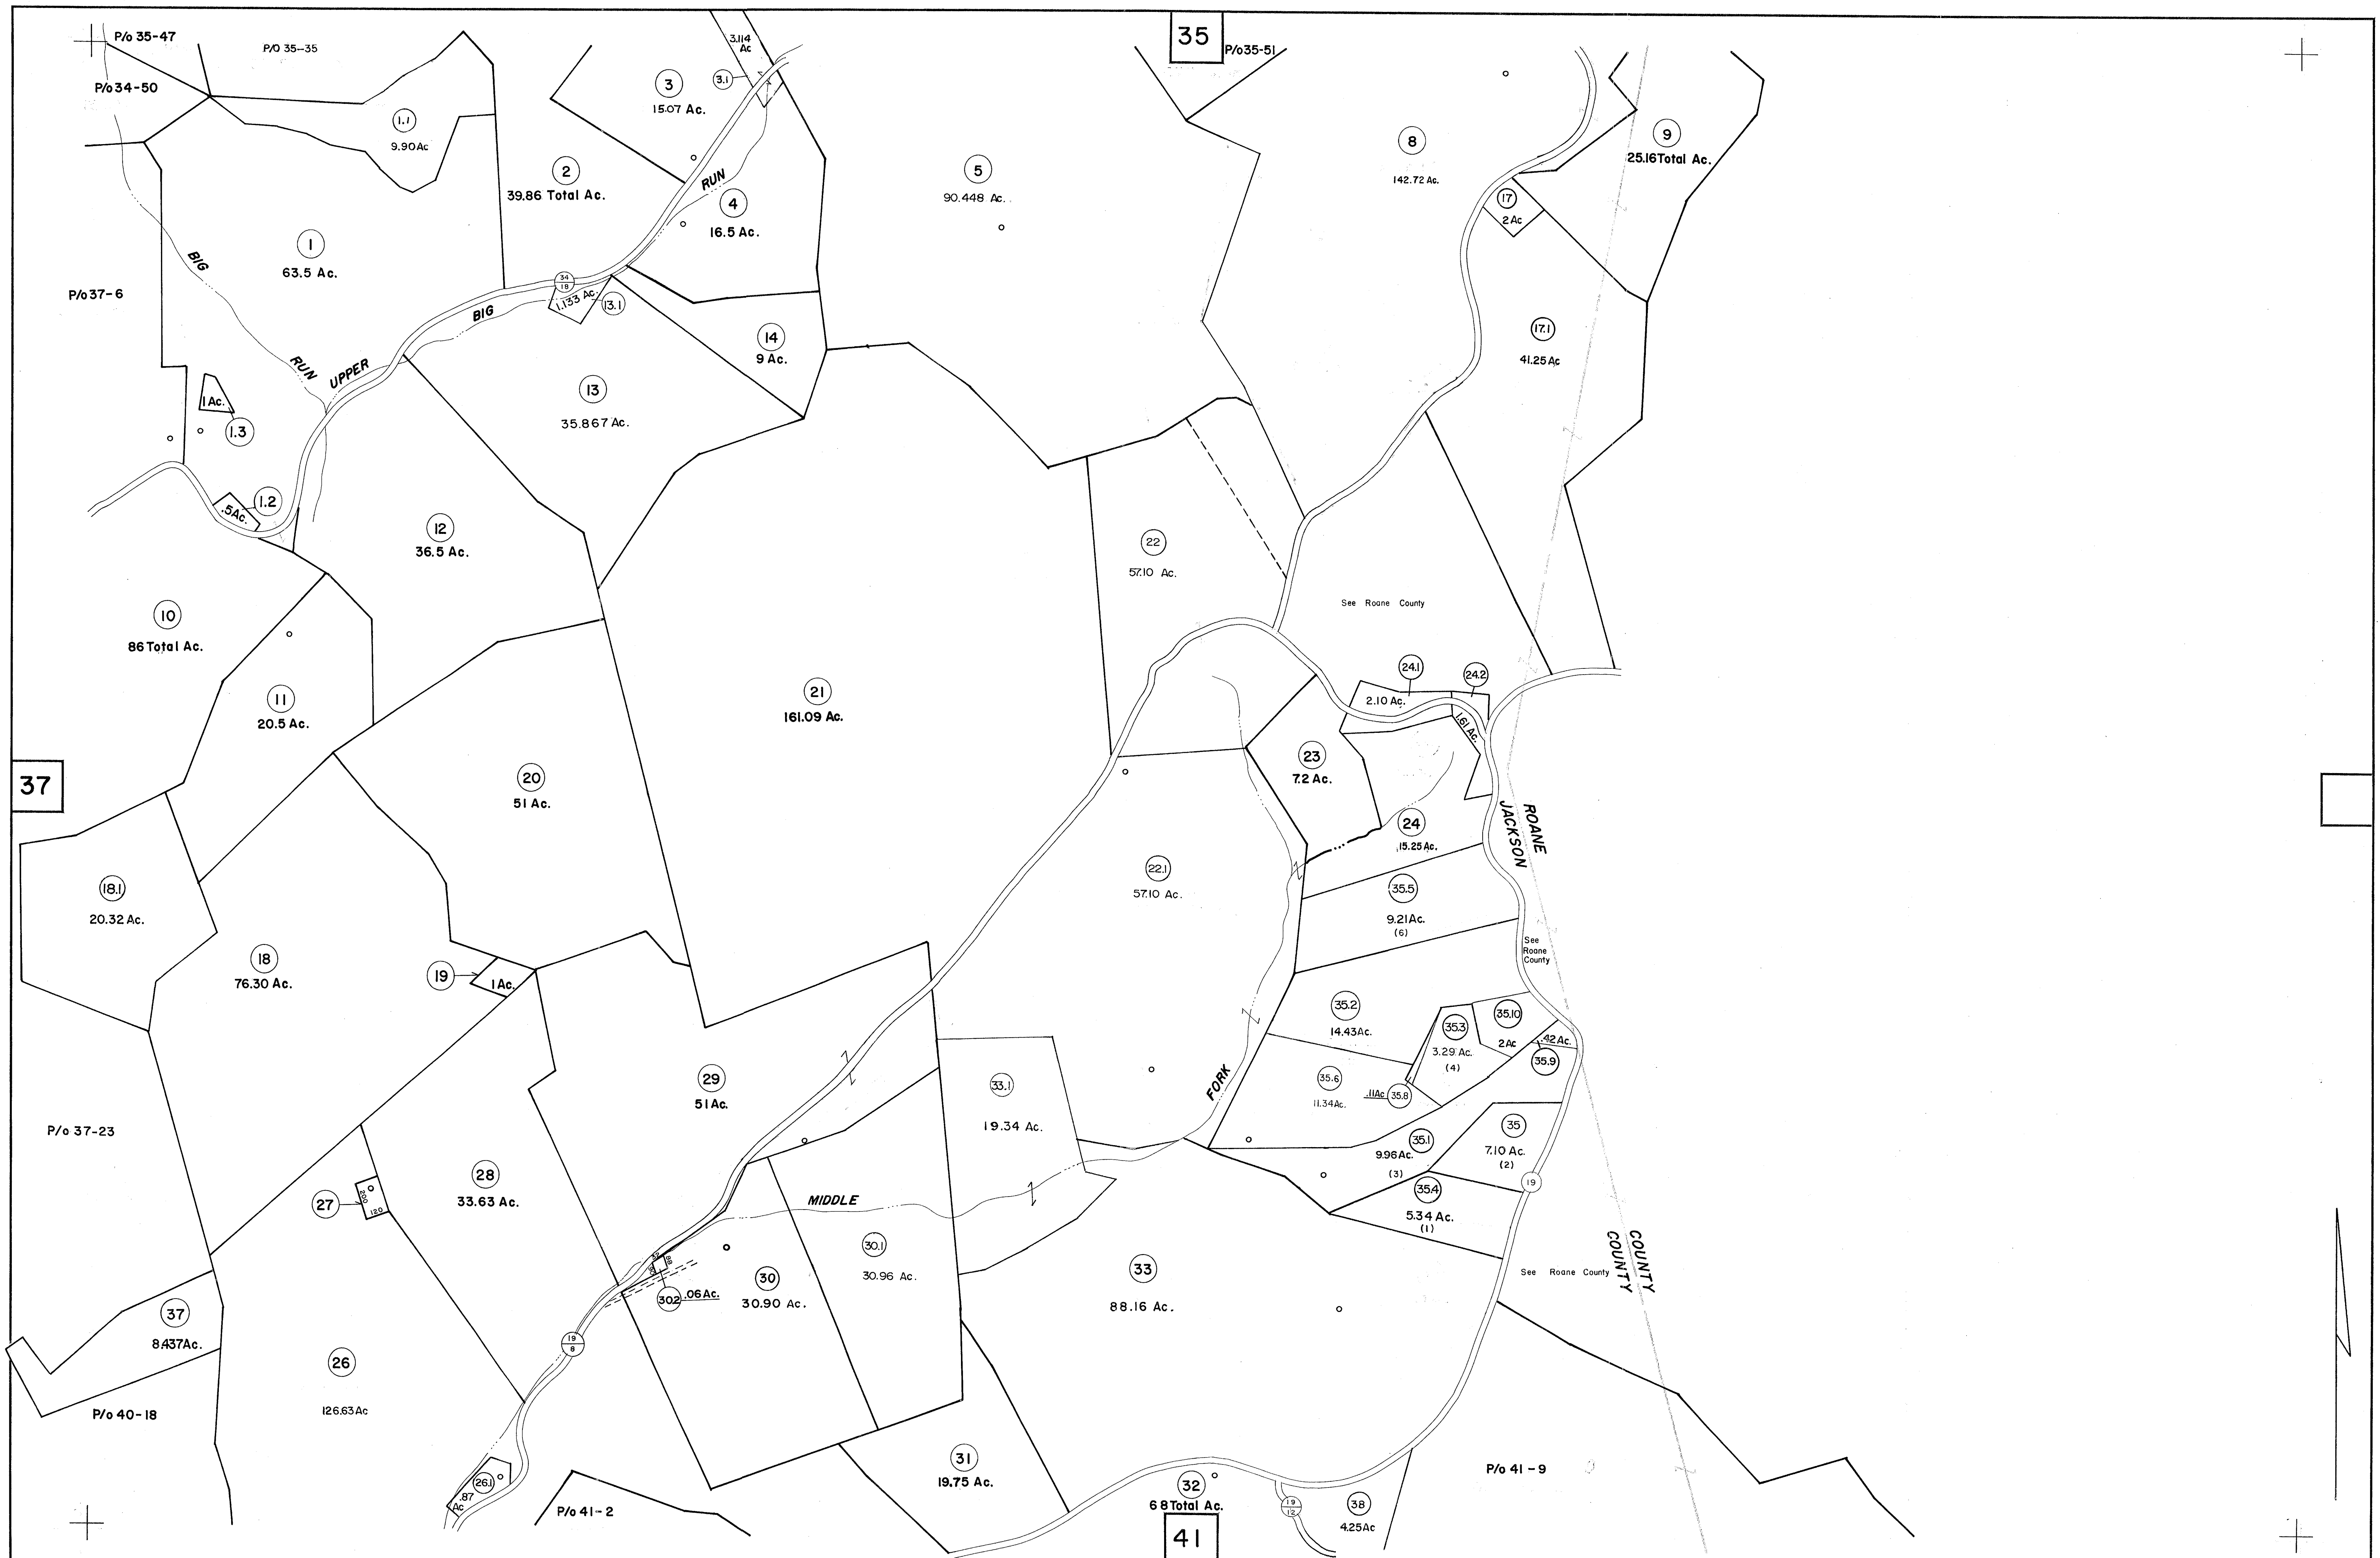 35
P/o 35-47
P/O 35-35
P/o 34-50
P/o 35-51
3.114
Ac
3.1
3
15.07 Ac.
1.1
9.90 Ac
2
39.86 Total Ac.
RUN
4
16.5 Ac.
5
90.448 Ac.
8
142.72 Ac.
9
25.16 Total Ac.
17
2 Ac
1
63.5 Ac.
BIG
RUN
P/o 37-6
34
18
1.133 Ac.
13.1
BIG
UPPER
14
9 Ac.
17.1
41.25 Ac
13
35.867 Ac.
1 Ac.
1.3
1.2
.5 Ac.
12
36.5 Ac.
22
57.10 Ac.
See Roane County
10
86 Total Ac.
11
20.5 Ac.
21
161.09 Ac.
24.1
2.10 Ac.
24.2
1.61 Ac.
23
7.2 Ac.
37
20
51 Ac.
ROANE
JACKSON
24
15.25 Ac.
18.1
20.32 Ac.
22.1
57.10 Ac.
35.5
9.21 Ac.
(6)
See
Roane
County
18
76.30 Ac.
19
1 Ac.
35.2
14.43 Ac.
35.3
3.29 Ac.
(4)
35.10
2 Ac
.42 Ac.
35.9
29
51 Ac.
33.1
19.34 Ac.
FORK
35.6
11.34 Ac.
.11 Ac
35.8
P/o 37-23
35.1
9.96 Ac.
(3)
35
7.10 Ac.
(2)
28
33.63 Ac.
27
200
120
MIDDLE
35.4
5.34 Ac.
(1)
19
30.1
30.96 Ac.
30
30.90 Ac.
30.2
.06 Ac.
33
88.16 Ac.
See Roane County
COUNTY
COUNTY
37
8.437 Ac.
19
8
26
126.63 Ac
P/o 40-18
31
19.75 Ac.
P/o 41-9
26.1
.87
Ac
P/o 41-2
32
68 Total Ac.
19
12
38
4.25 Ac
41